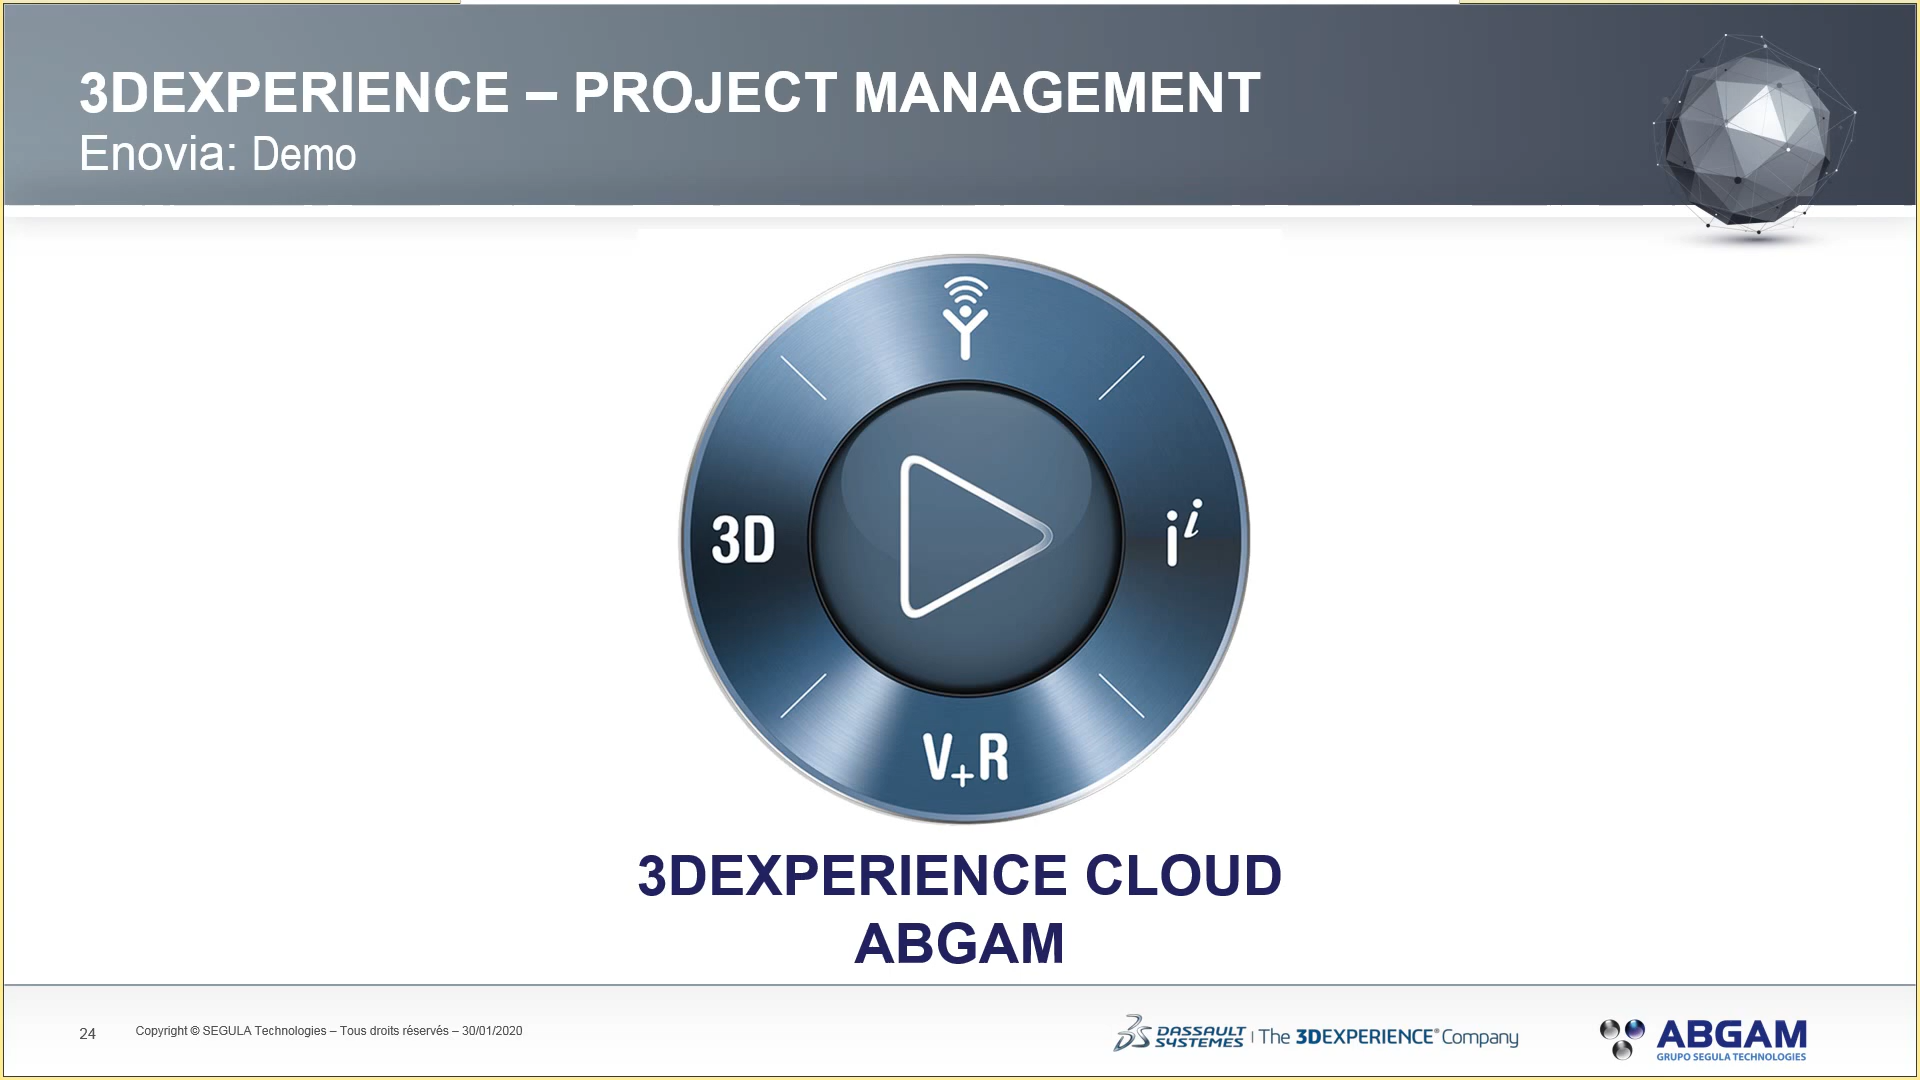 3DEXPERIENCE – PROJECT MANAGEMENT
Enovia: Demo
3D
i i
V+R
3DEXPERIENCE CLOUD
ABGAM
24
Copyright © SEGULA Technologies – Tous droits réservés – 30/01/2020
DASSAULT SYSTEMES | The 3DEXPERIENCE® Company
ABGAM
GRUPO SEGULA TECHNOLOGIES